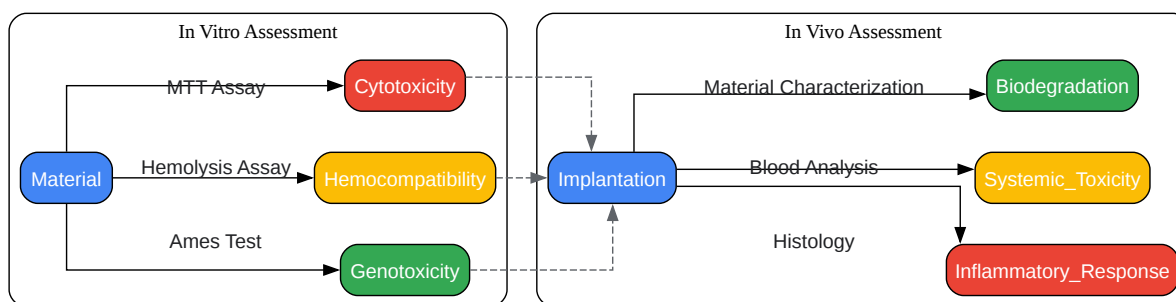 In Vitro Assessment
MTT Assay
Cytotoxicity
Material
Hemolysis Assay
Hemocompatibility
Ames Test
Genotoxicity
In Vivo Assessment
Material Characterization
Biodegradation
Implantation
Blood Analysis
Systemic_Toxicity
Histology
Inflammatory_Response